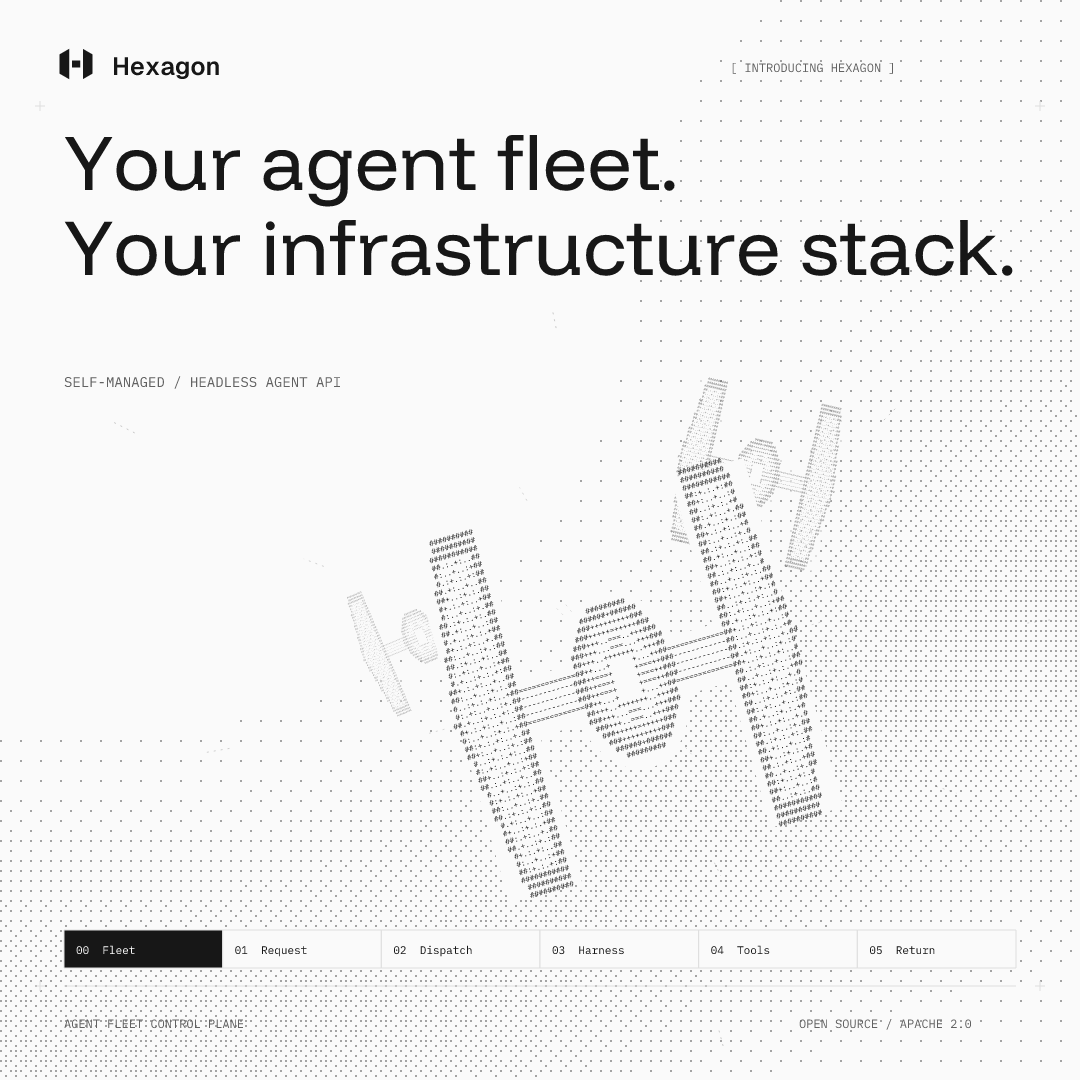 Hexagon
[ INTRODUCING HEXAGON ]
Your agent fleet.
Your infrastructure stack.
SELF-MANAGED / HEADLESS AGENT API
00 Fleet
01 Request
02 Dispatch
03 Harness
04 Tools
05 Return
AGENT FLEET CONTROL PLANE
OPEN SOURCE / APACHE 2.0